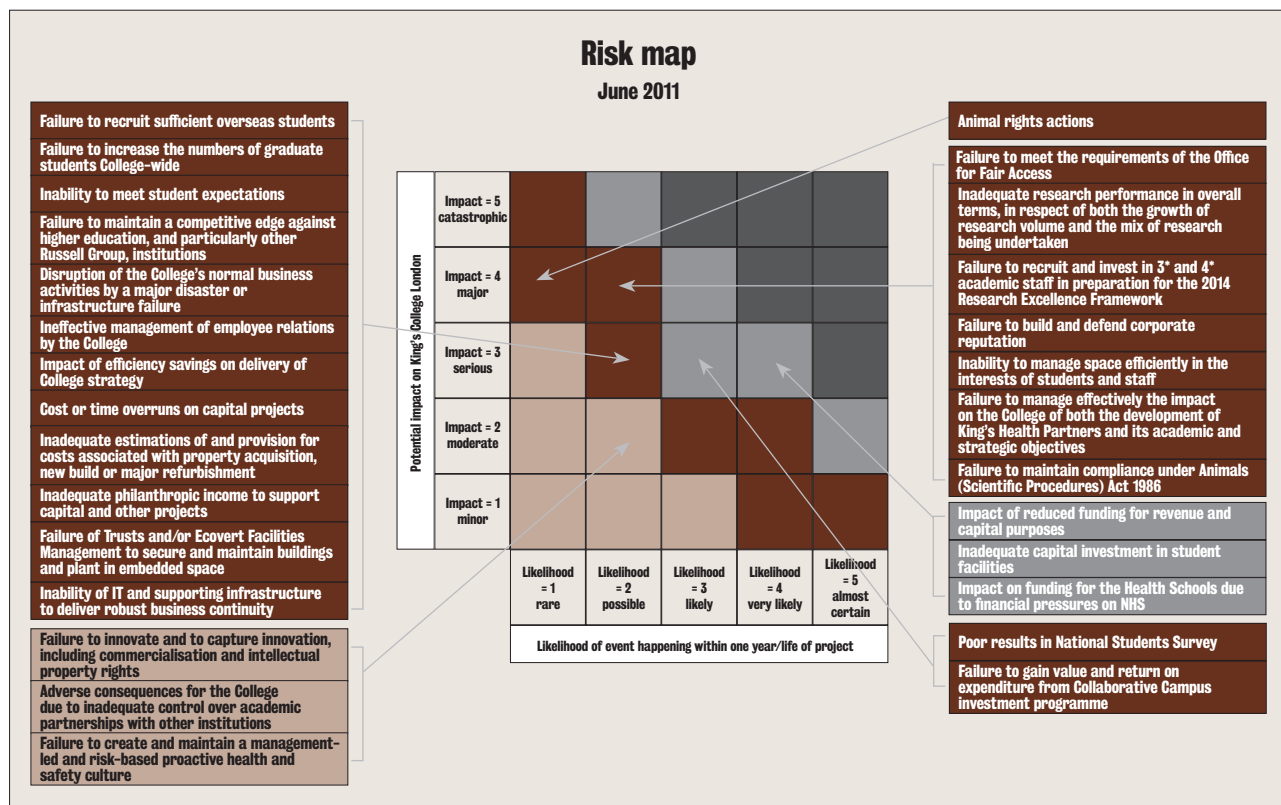 Risk map
June 2011
Failure to recruit sufficient overseas students
Failure to increase the numbers of graduate
students College-wide
Inability to meet student expectations
Failure to maintain a competitive edge against
higher education, and particularly other
Russell Group, institutions
Disruption of the College's normal business
activities by a major disaster or
infrastructure failure
Ineffective management of employee relations
by the College
Impact of efficiency savings on delivery of
College strategy
Cost or time overruns on capital projects
Inadequate estimations of and provision for
costs associated with property acquisition,
new build or major refurbishment
Inadequate philanthropic income to support
capital and other projects
Failure of Trusts and/or Ecovert Facilities
Management to secure and maintain buildings
and plant in embedded space
Inability of IT and supporting infrastructure
to deliver robust business continuity
Failure to innovate and to capture innovation,
including commercialisation and intellectual
property rights
Adverse consequences for the College
due to inadequate control over academic
partnerships with other institutions
Failure to create and maintain a management-
led and risk-based proactive health and
safety culture
Potential impact on King's College London
Impact = 5
catastrophic
Impact = 4
major
Impact = 3
serious
Impact = 2
moderate
Impact = 1
minor
Likelihood
= 1
rare
Likelihood
= 2
possible
Likelihood
= 3
likely
Likelihood
= 4
very likely
Likelihood
= 5
almost
certain
Likelihood of event happening within one year/life of project
Animal rights actions
Failure to meet the requirements of the Office
for Fair Access
Inadequate research performance in overall
terms, in respect of both the growth of
research volume and the mix of research
being undertaken
Failure to recruit and invest in 3* and 4*
academic staff in preparation for the 2014
Research Excellence Framework
Failure to build and defend corporate
reputation
Inability to manage space efficiently in the
interests of students and staff
Failure to manage effectively the impact
on the College of both the development of
King's Health Partners and its academic and
strategic objectives
Failure to maintain compliance under Animals
(Scientific Procedures) Act 1986
Impact of reduced funding for revenue and
capital purposes
Inadequate capital investment in student
facilities
Impact on funding for the Health Schools due
to financial pressures on NHS
Poor results in National Students Survey
Failure to gain value and return on
expenditure from Collaborative Campus
investment programme